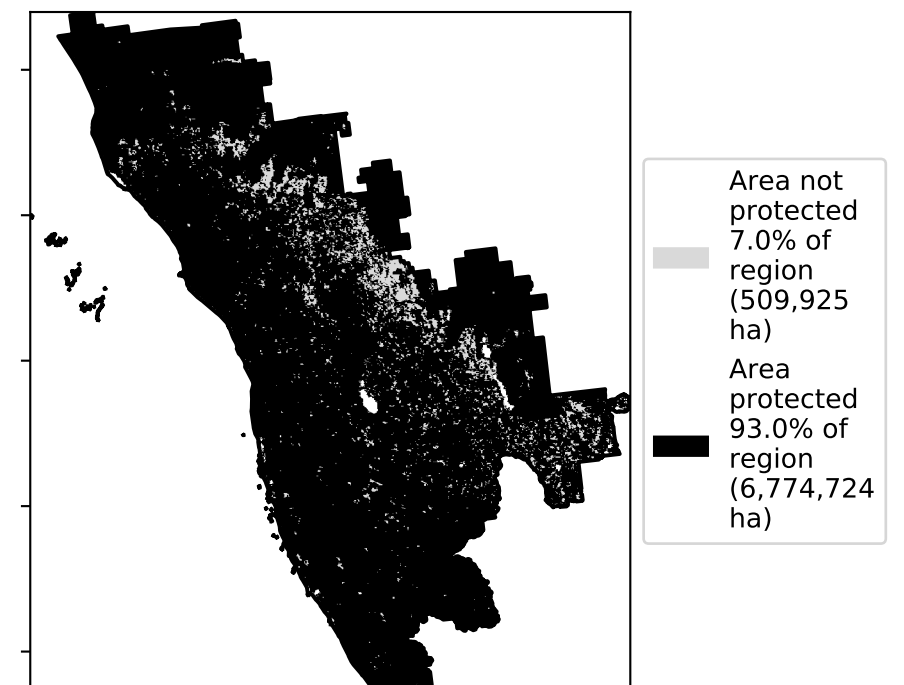 Area not
protected
7.0% of
region
(509,925
ha)
Area
protected
93.0% of
region
(6,774,724
ha)